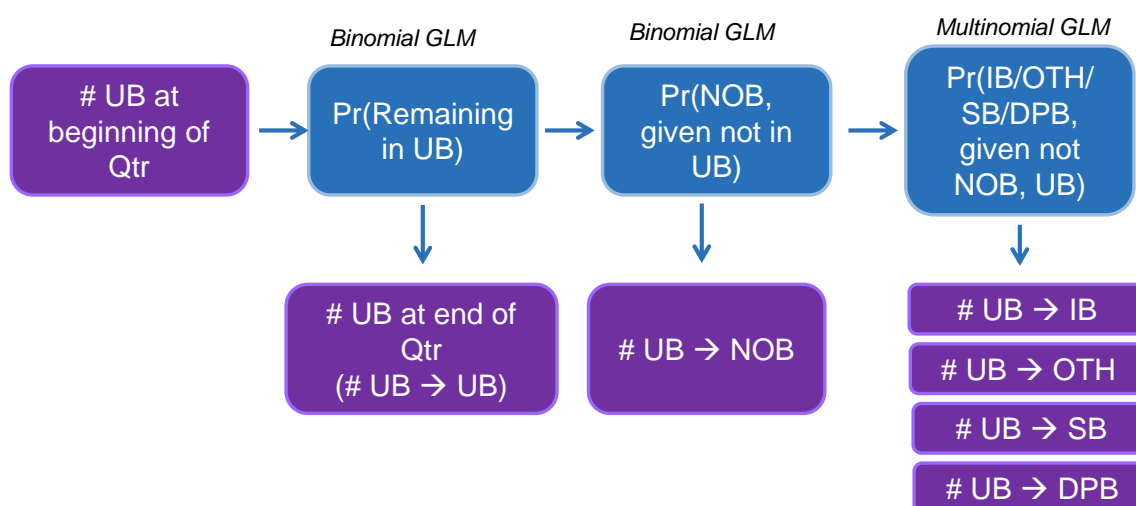 Binomial GLM
Binomial GLM
Multinomial GLM
# UB at
beginning of
Qtr
Pr(Remaining
in UB)
Pr(NOB,
given not in
UB)
Pr(IB/OTH/
SB/DPB,
given not
NOB, UB)
# UB at end of
Qtr
(# UB → UB)
# UB → NOB
# UB → IB
# UB → OTH
# UB → SB
# UB → DPB